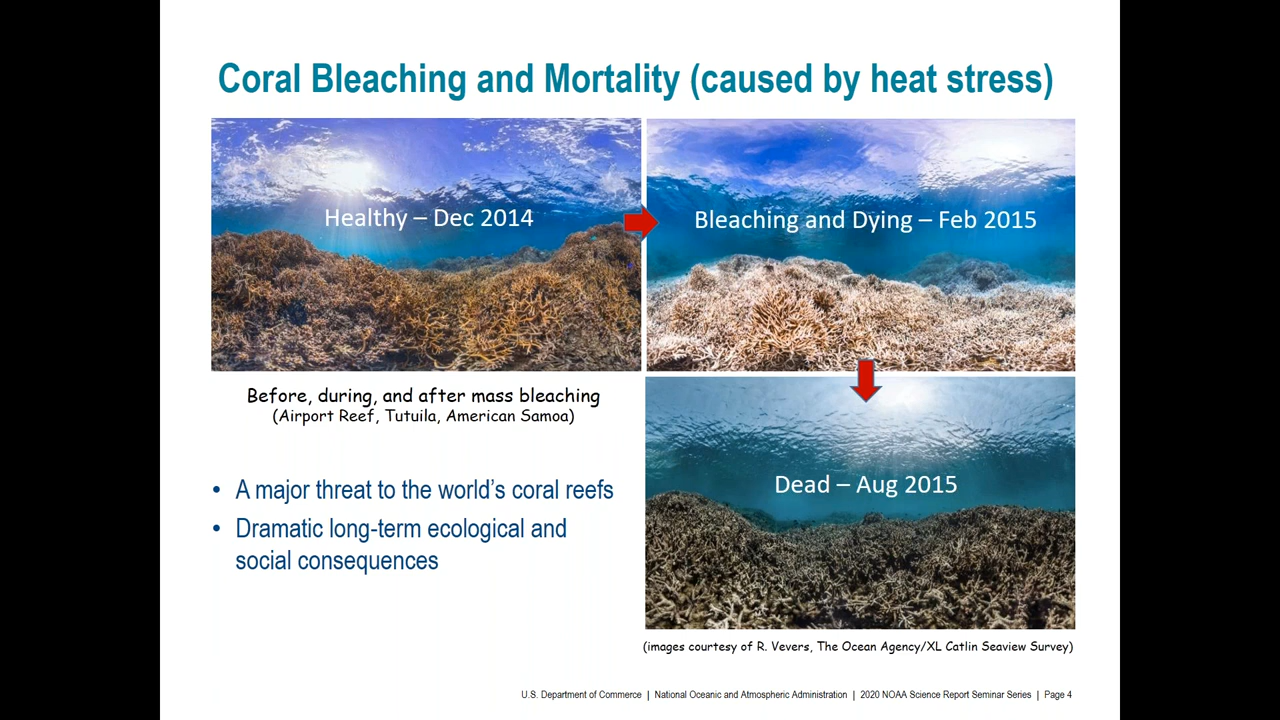 Coral Bleaching and Mortality (caused by heat stress)
Healthy – Dec 2014
Bleaching and Dying – Feb 2015
Before, during, and after mass bleaching
(Airport Reef, Tutuila, American Samoa)
Dead – Aug 2015
• A major threat to the world’s coral reefs
• Dramatic long-term ecological and
social consequences
(images courtesy of R. Vevers, The Ocean Agency/XL Catlin Seaview Survey)
U.S. Department of Commerce | National Oceanic and Atmospheric Administration | 2020 NOAA Science Report Seminar Series | Page 4